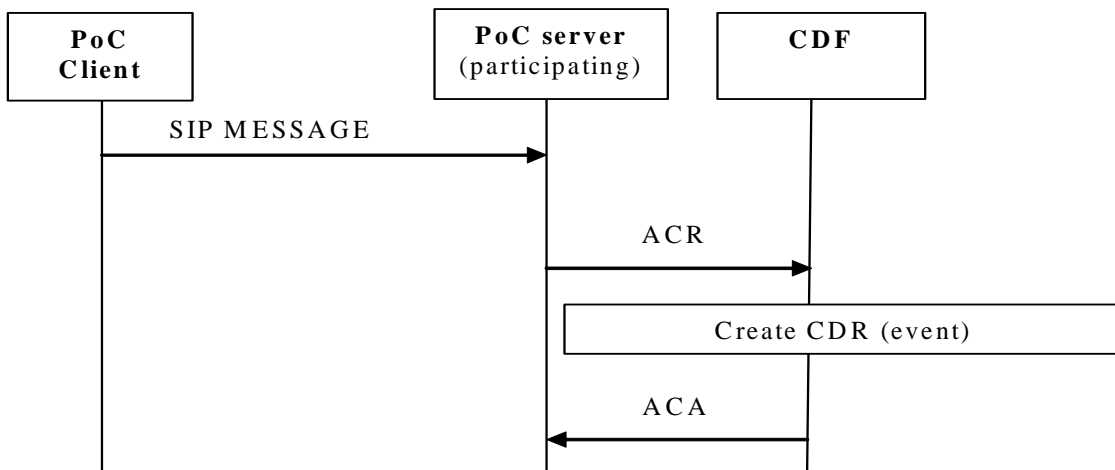 PoC
Client
PoC server
(participating)
CDF
SIP MESSAGE
ACR
Create CDR (event)
ACA